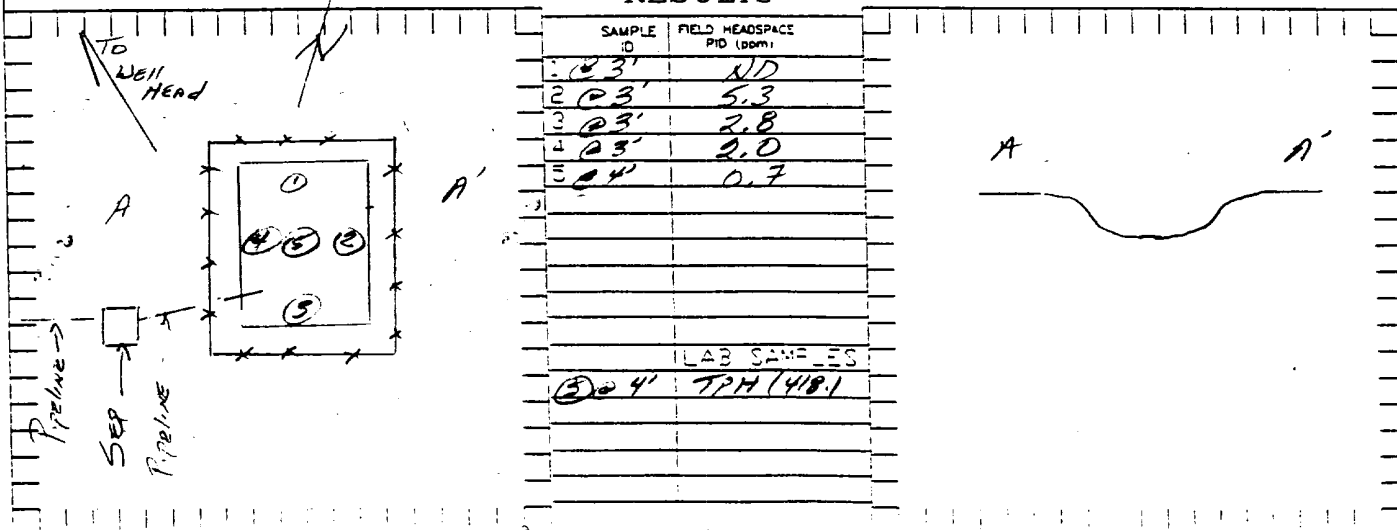 TO
WELL
HEAD
N
A
A'
①
④ ⑤ ②
③
PIPELINE →
SEP →
PIPELINE →
SAMPLE ID
FIELD HEADSPACE PID (ppm)
1 @ 3' ND
2 @ 3' 5.3
3 @ 3' 2.8
4 @ 3' 2.0
5 @ 4' 0.7
LAB SAMPLES
⑤ @ 4' TPH (418.1
A A'